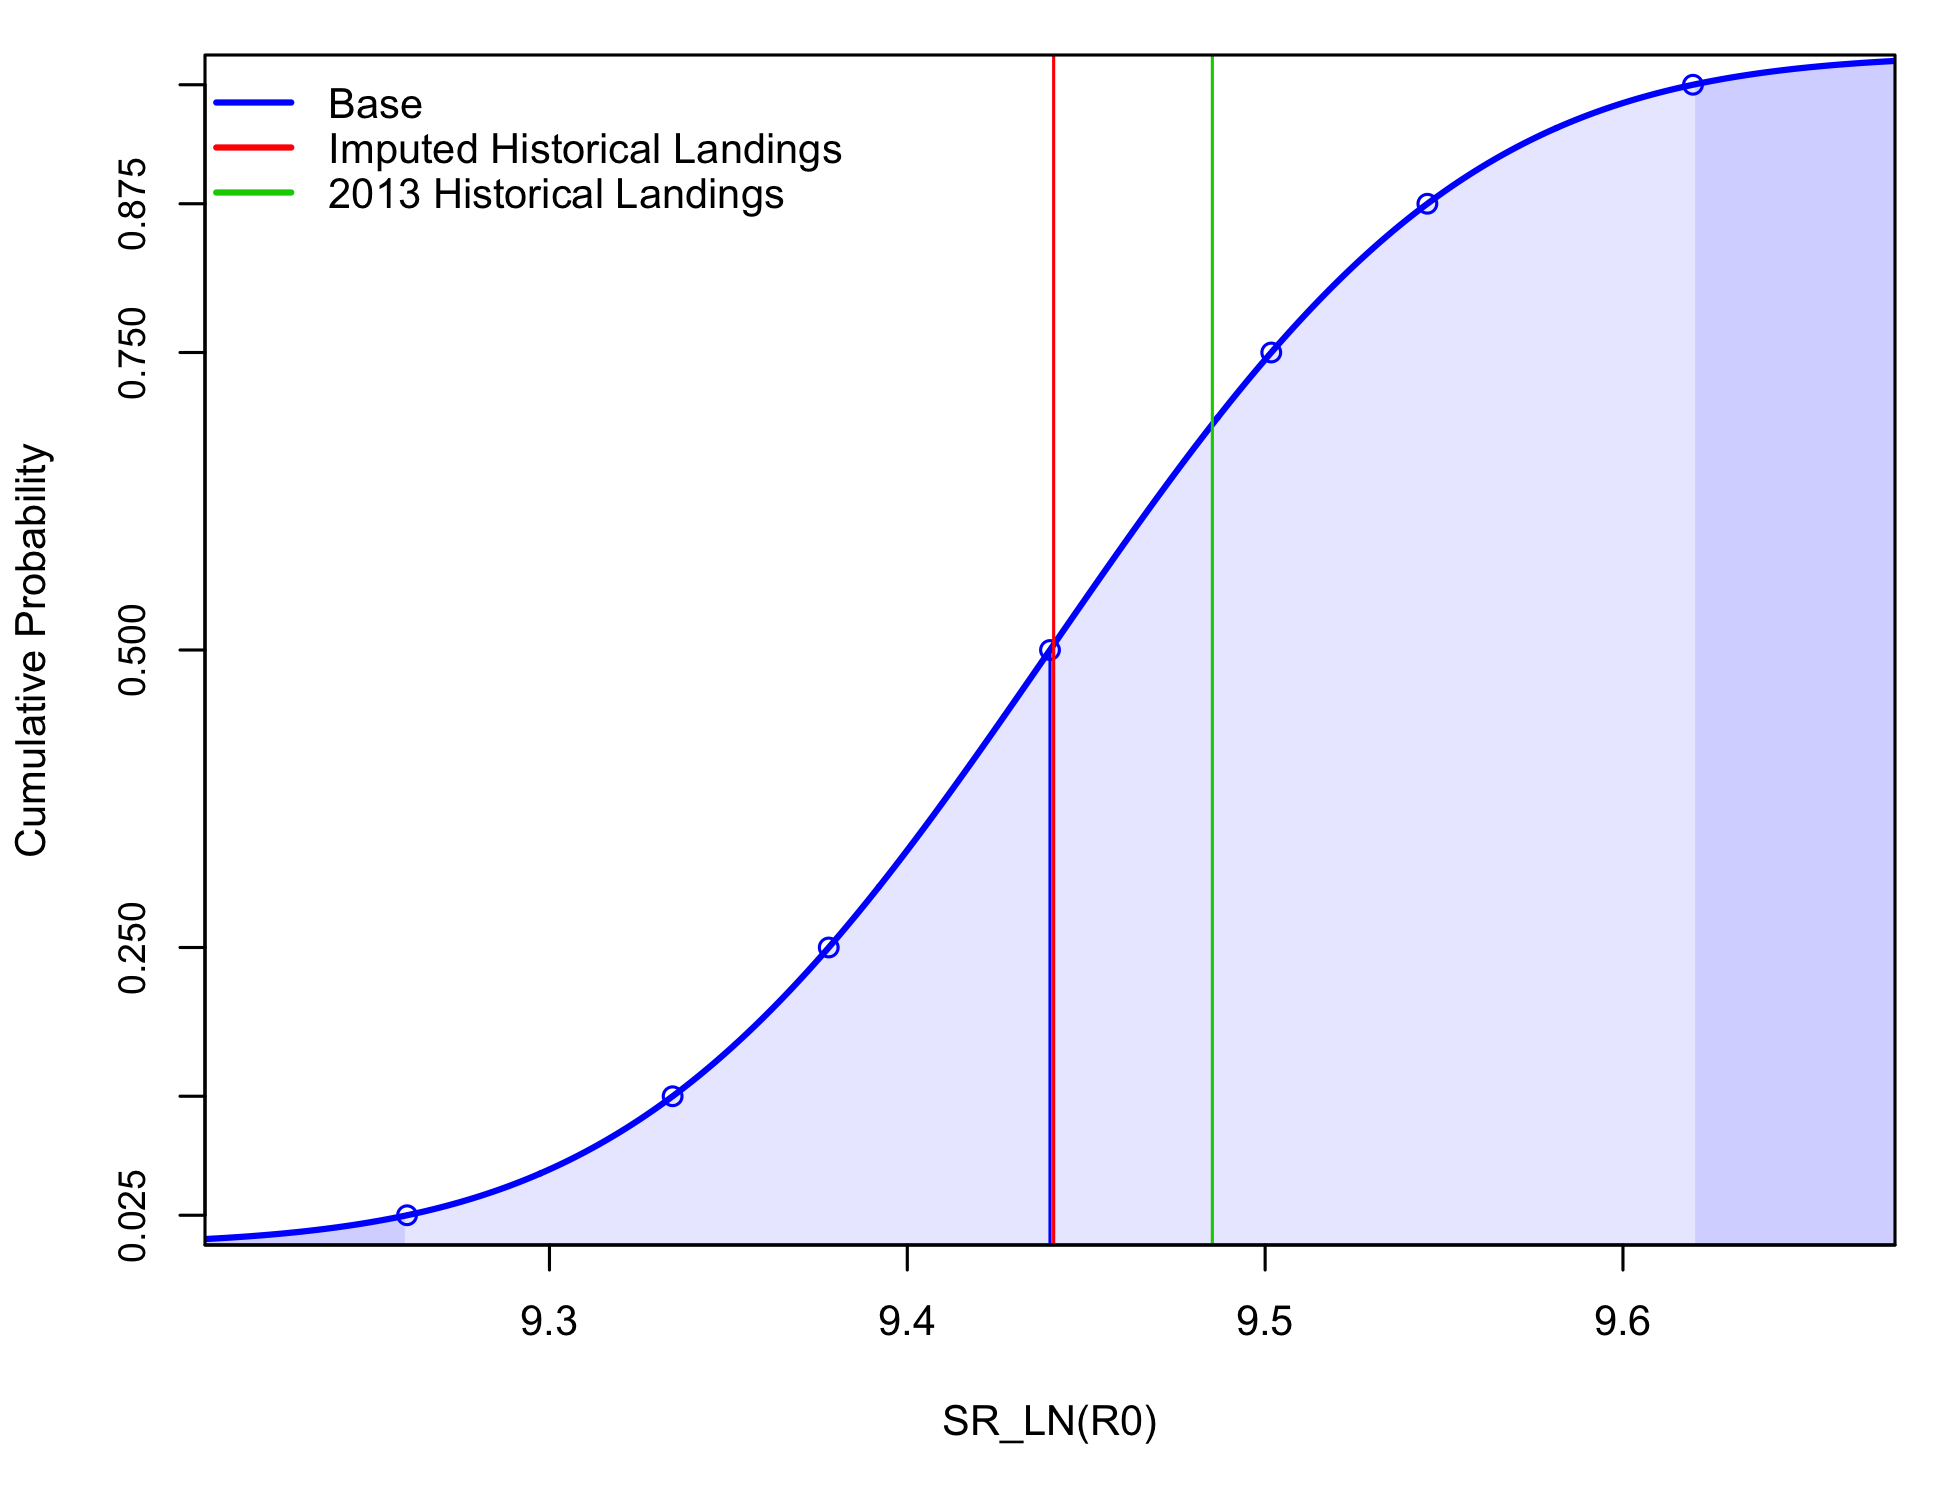 Base
Imputed Historical Landings
2013 Historical Landings
Cumulative Probability
0.875
0.750
0.500
0.250
0.025
9.3 9.4 9.5 9.6
SR_LN(R0)